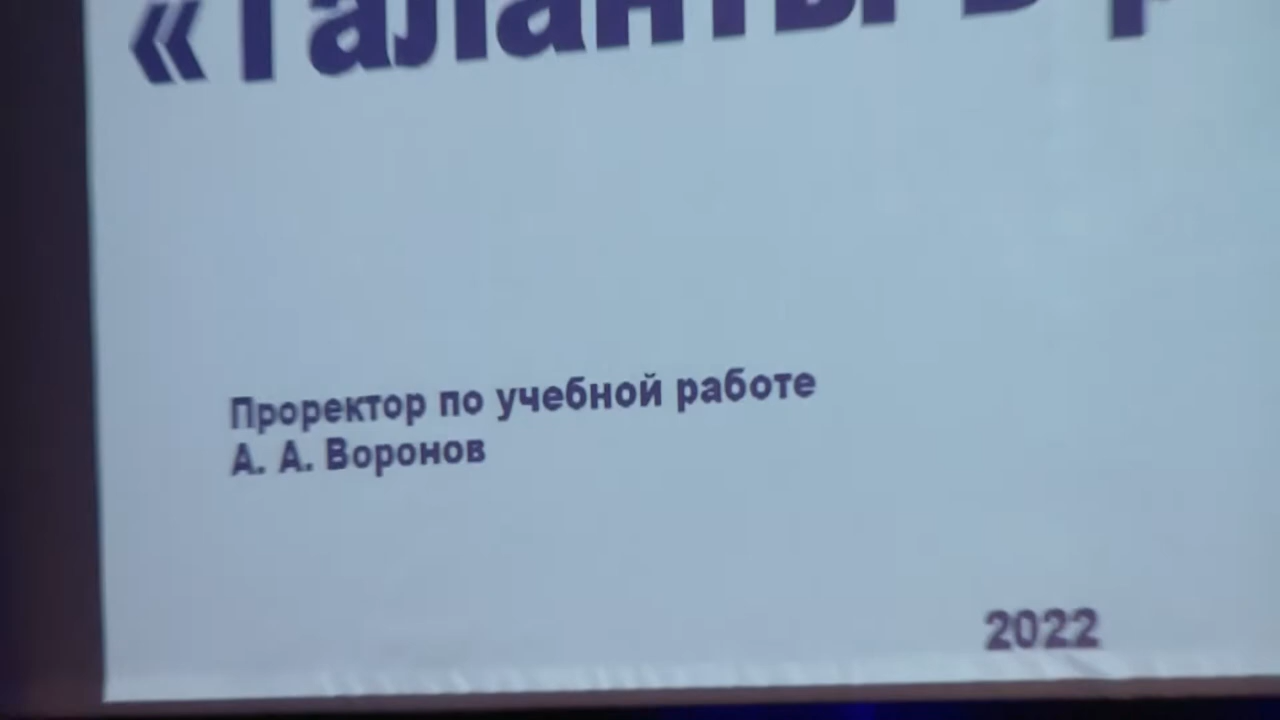 «Таланты в
Проректор по учебной работе
А. А. Воронов
2022